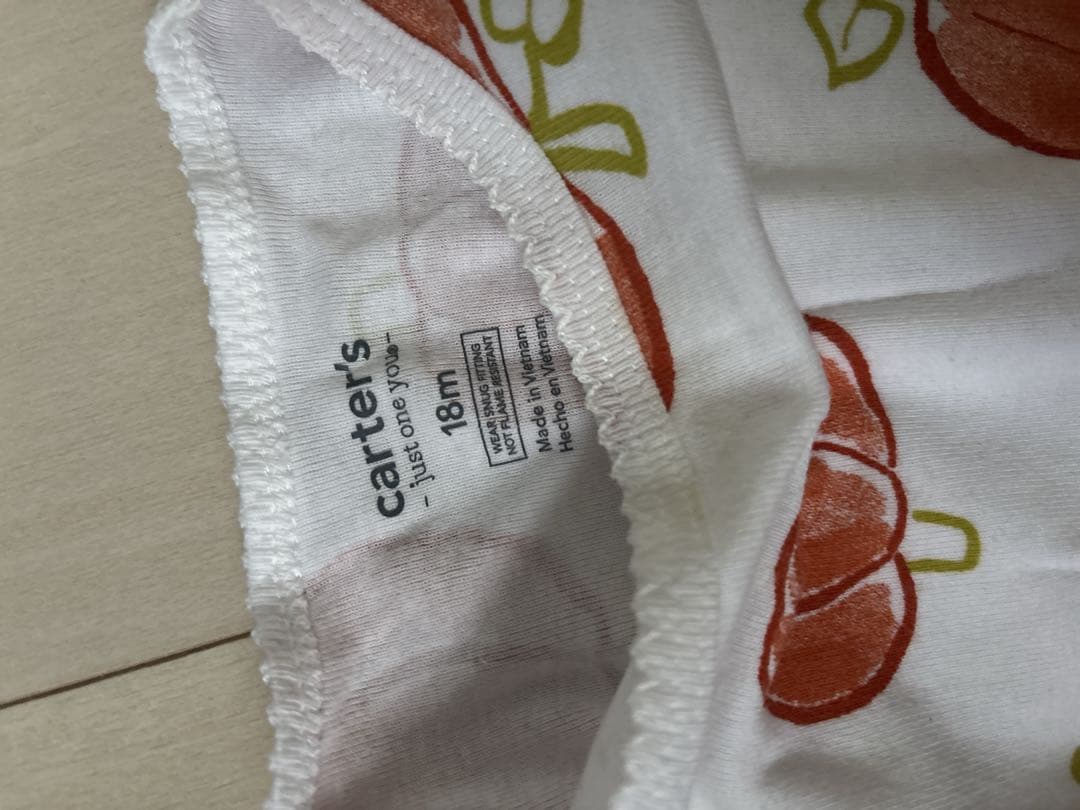 carter's
- just one you -
18m
WEAR SNUG FITTING
NOT FLAME RESISTANT
Made in Vietnam
Hecho en Vietnam